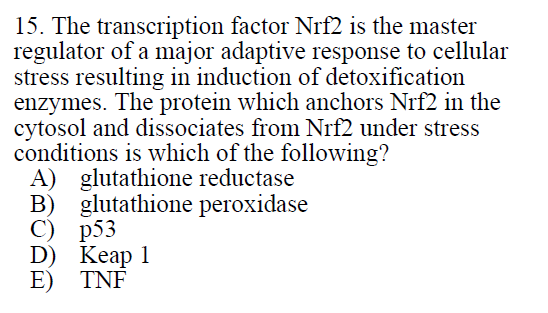 15. The transcription factor Nrf2 is the master
regulator of a major adaptive response to cellular
stress resulting in induction of detoxification
enzymes. The protein which anchors Nrf2 in the
cytosol and dissociates from Nrf2 under stress
conditions is which of the following?
A) glutathione reductase
B) glutathione peroxidase
C) p53
D) Keap 1
E) TNF